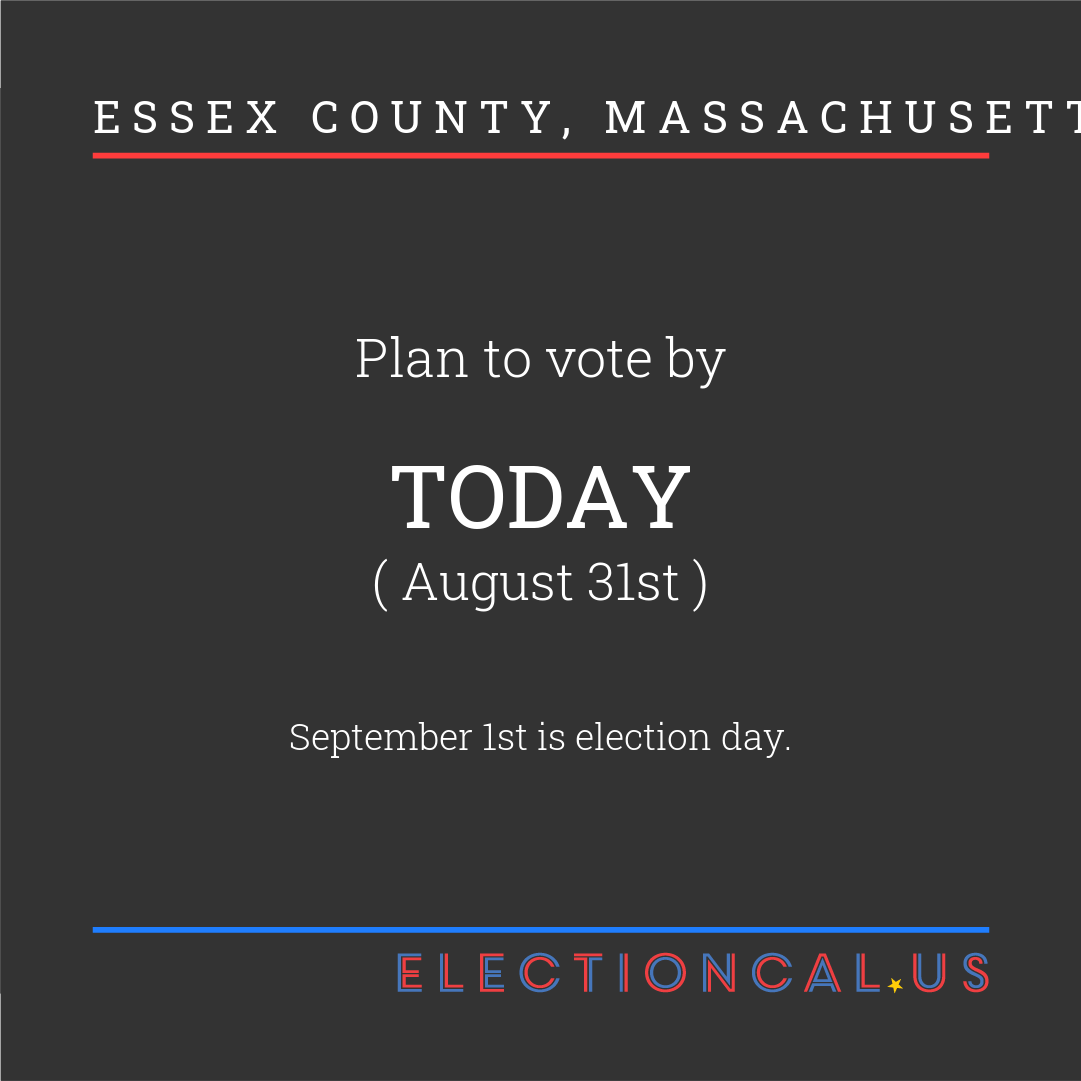 ESSEX COUNTY, MASSACHUSETT
Plan to vote by
TODAY
( August 31st )
September 1st is election day.
ELECTIONCAL.US